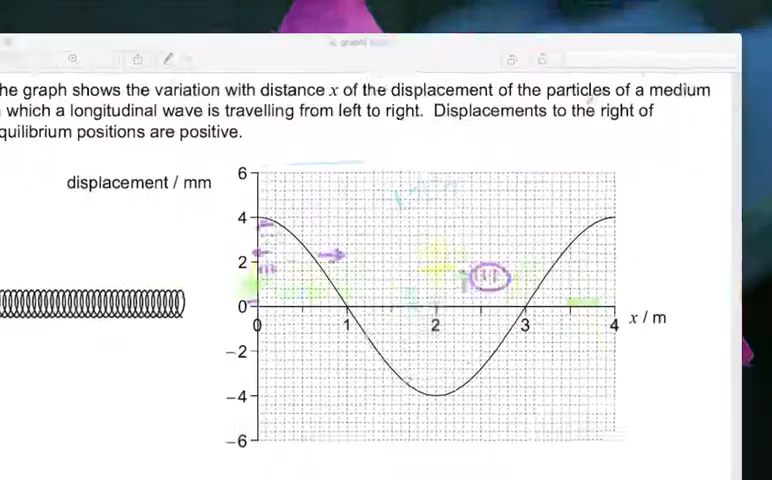 he graph shows the variation with distance x of the displacement of the particles of a medium
which a longitudinal wave is travelling from left to right. Displacements to the right of
quilibrium positions are positive.
displacement / mm
6
4
2
0
−2
−4
−6
0 1 2 3 4 x / m